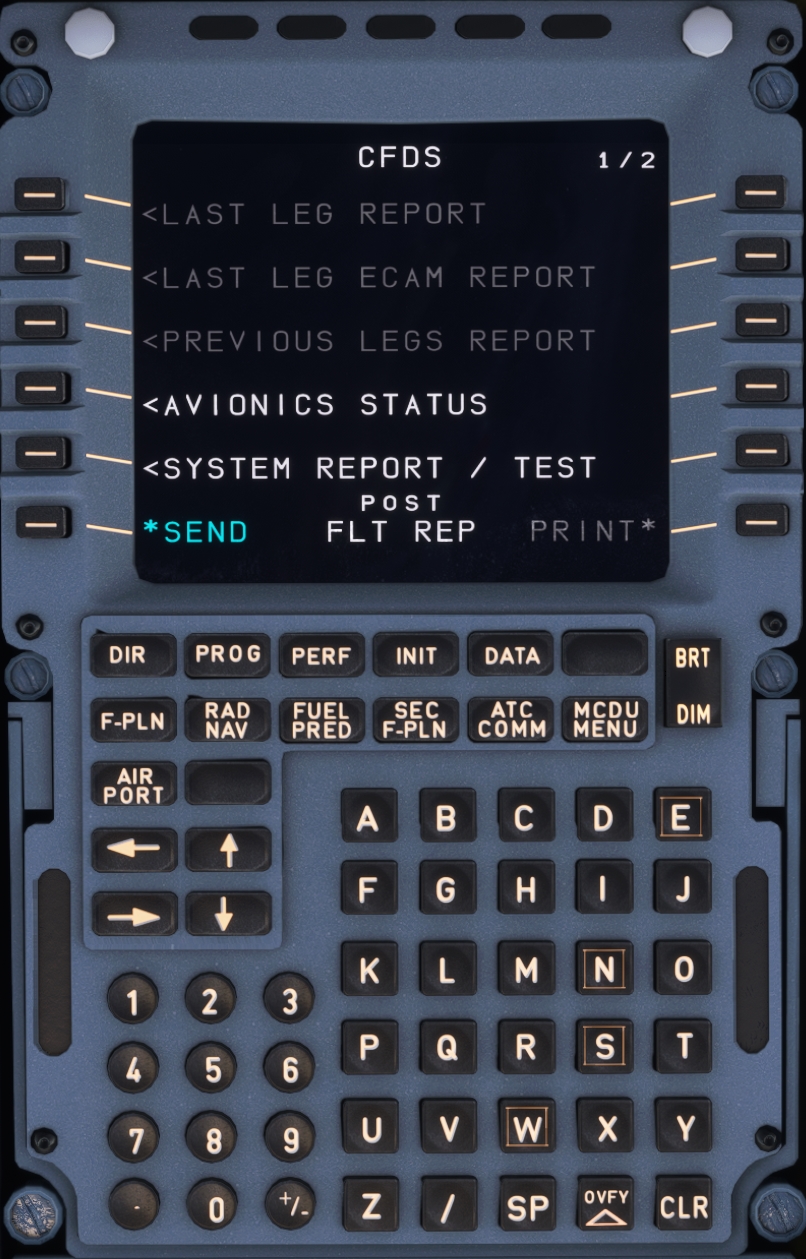 CFDS 1/2
<LAST LEG REPORT
<LAST LEG ECAM REPORT
<PREVIOUS LEGS REPORT
<AVIONICS STATUS
<SYSTEM REPORT / TEST
POST
*SEND FLT REP PRINT*
DIR PROG PERF INIT DATA BRT
F-PLN RAD NAV FUEL PRED SEC F-PLN ATC COMM MCDU MENU DIM
AIR PORT
← ↑
→ ↓
A B C D E
F G H I J
K L M N O
1 2 3
P Q R S T
4 5 6
U V W X Y
7 8 9
Z / SP OVFY CLR
. 0 +/-